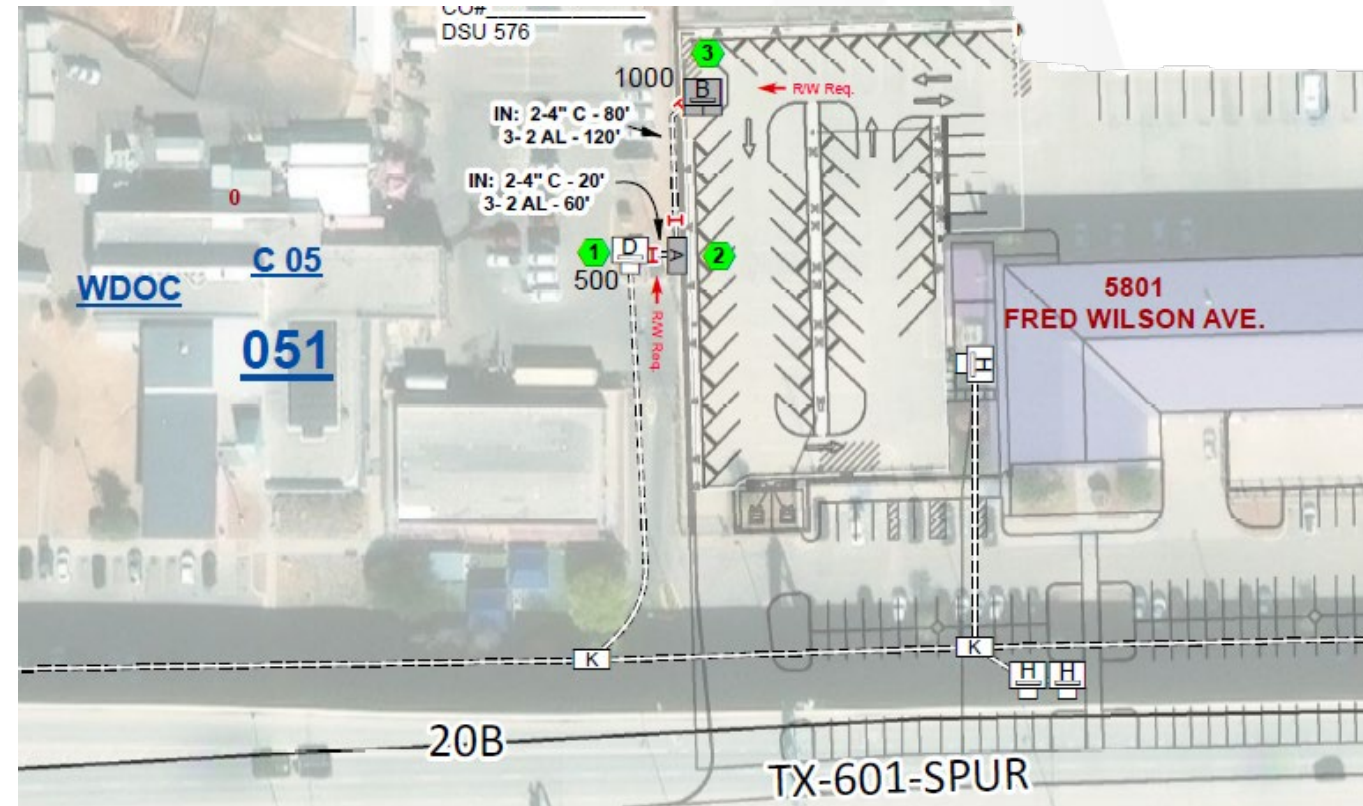 CO#______________
DSU 576
3
1000
B
R/W Req.
IN: 2-4" C - 80'
3- 2 AL - 120'
IN: 2-4" C - 20'
3- 2 AL - 60'
0
1
D
A
2
500
C 05
WDOC
R/W Req.
051
5801
FRED WILSON AVE.
H
K
K
H
H
20B
TX-601-SPUR